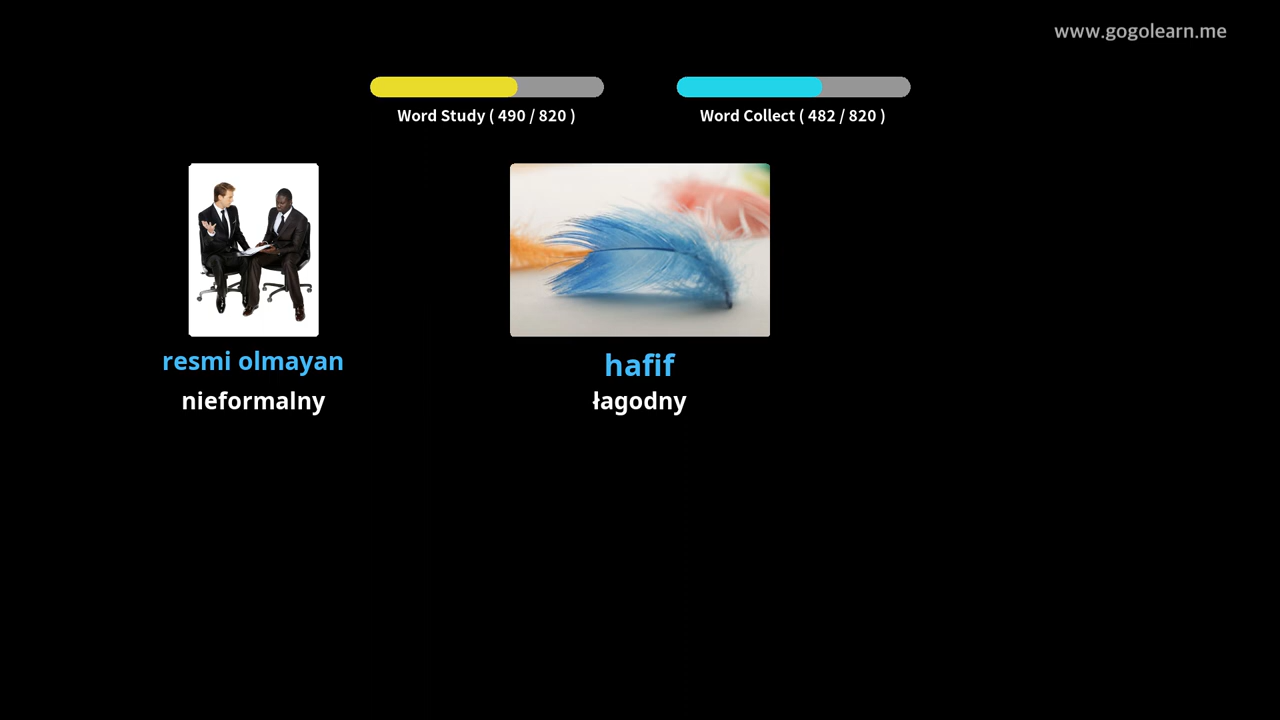 www.gogolearn.me
Word Study ( 490 / 820 )
Word Collect ( 482 / 820 )
resmi olmayan
nieformalny
hafif
łagodny